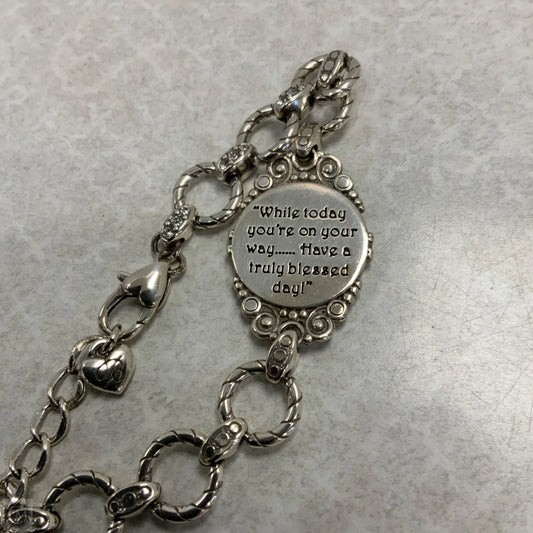 "While today
you're on your
way...... Have a
truly blessed
day!"